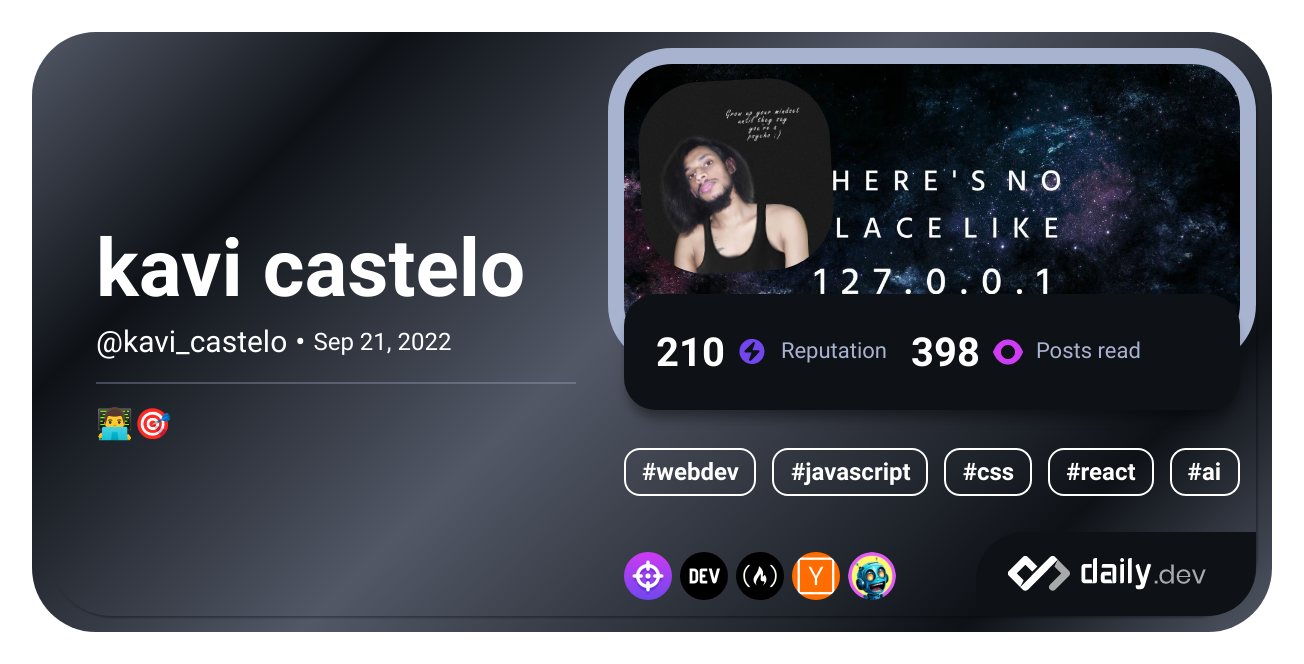 kavi castelo
@kavi_castelo • Sep 21, 2022
Grow up your mindset
until they say
you're a
psycho :)
HERE'S NO
LACE LIKE
127.0.0.1
210 Reputation 398 Posts read
#webdev #javascript #css #react #ai
DEV
Y
daily.dev